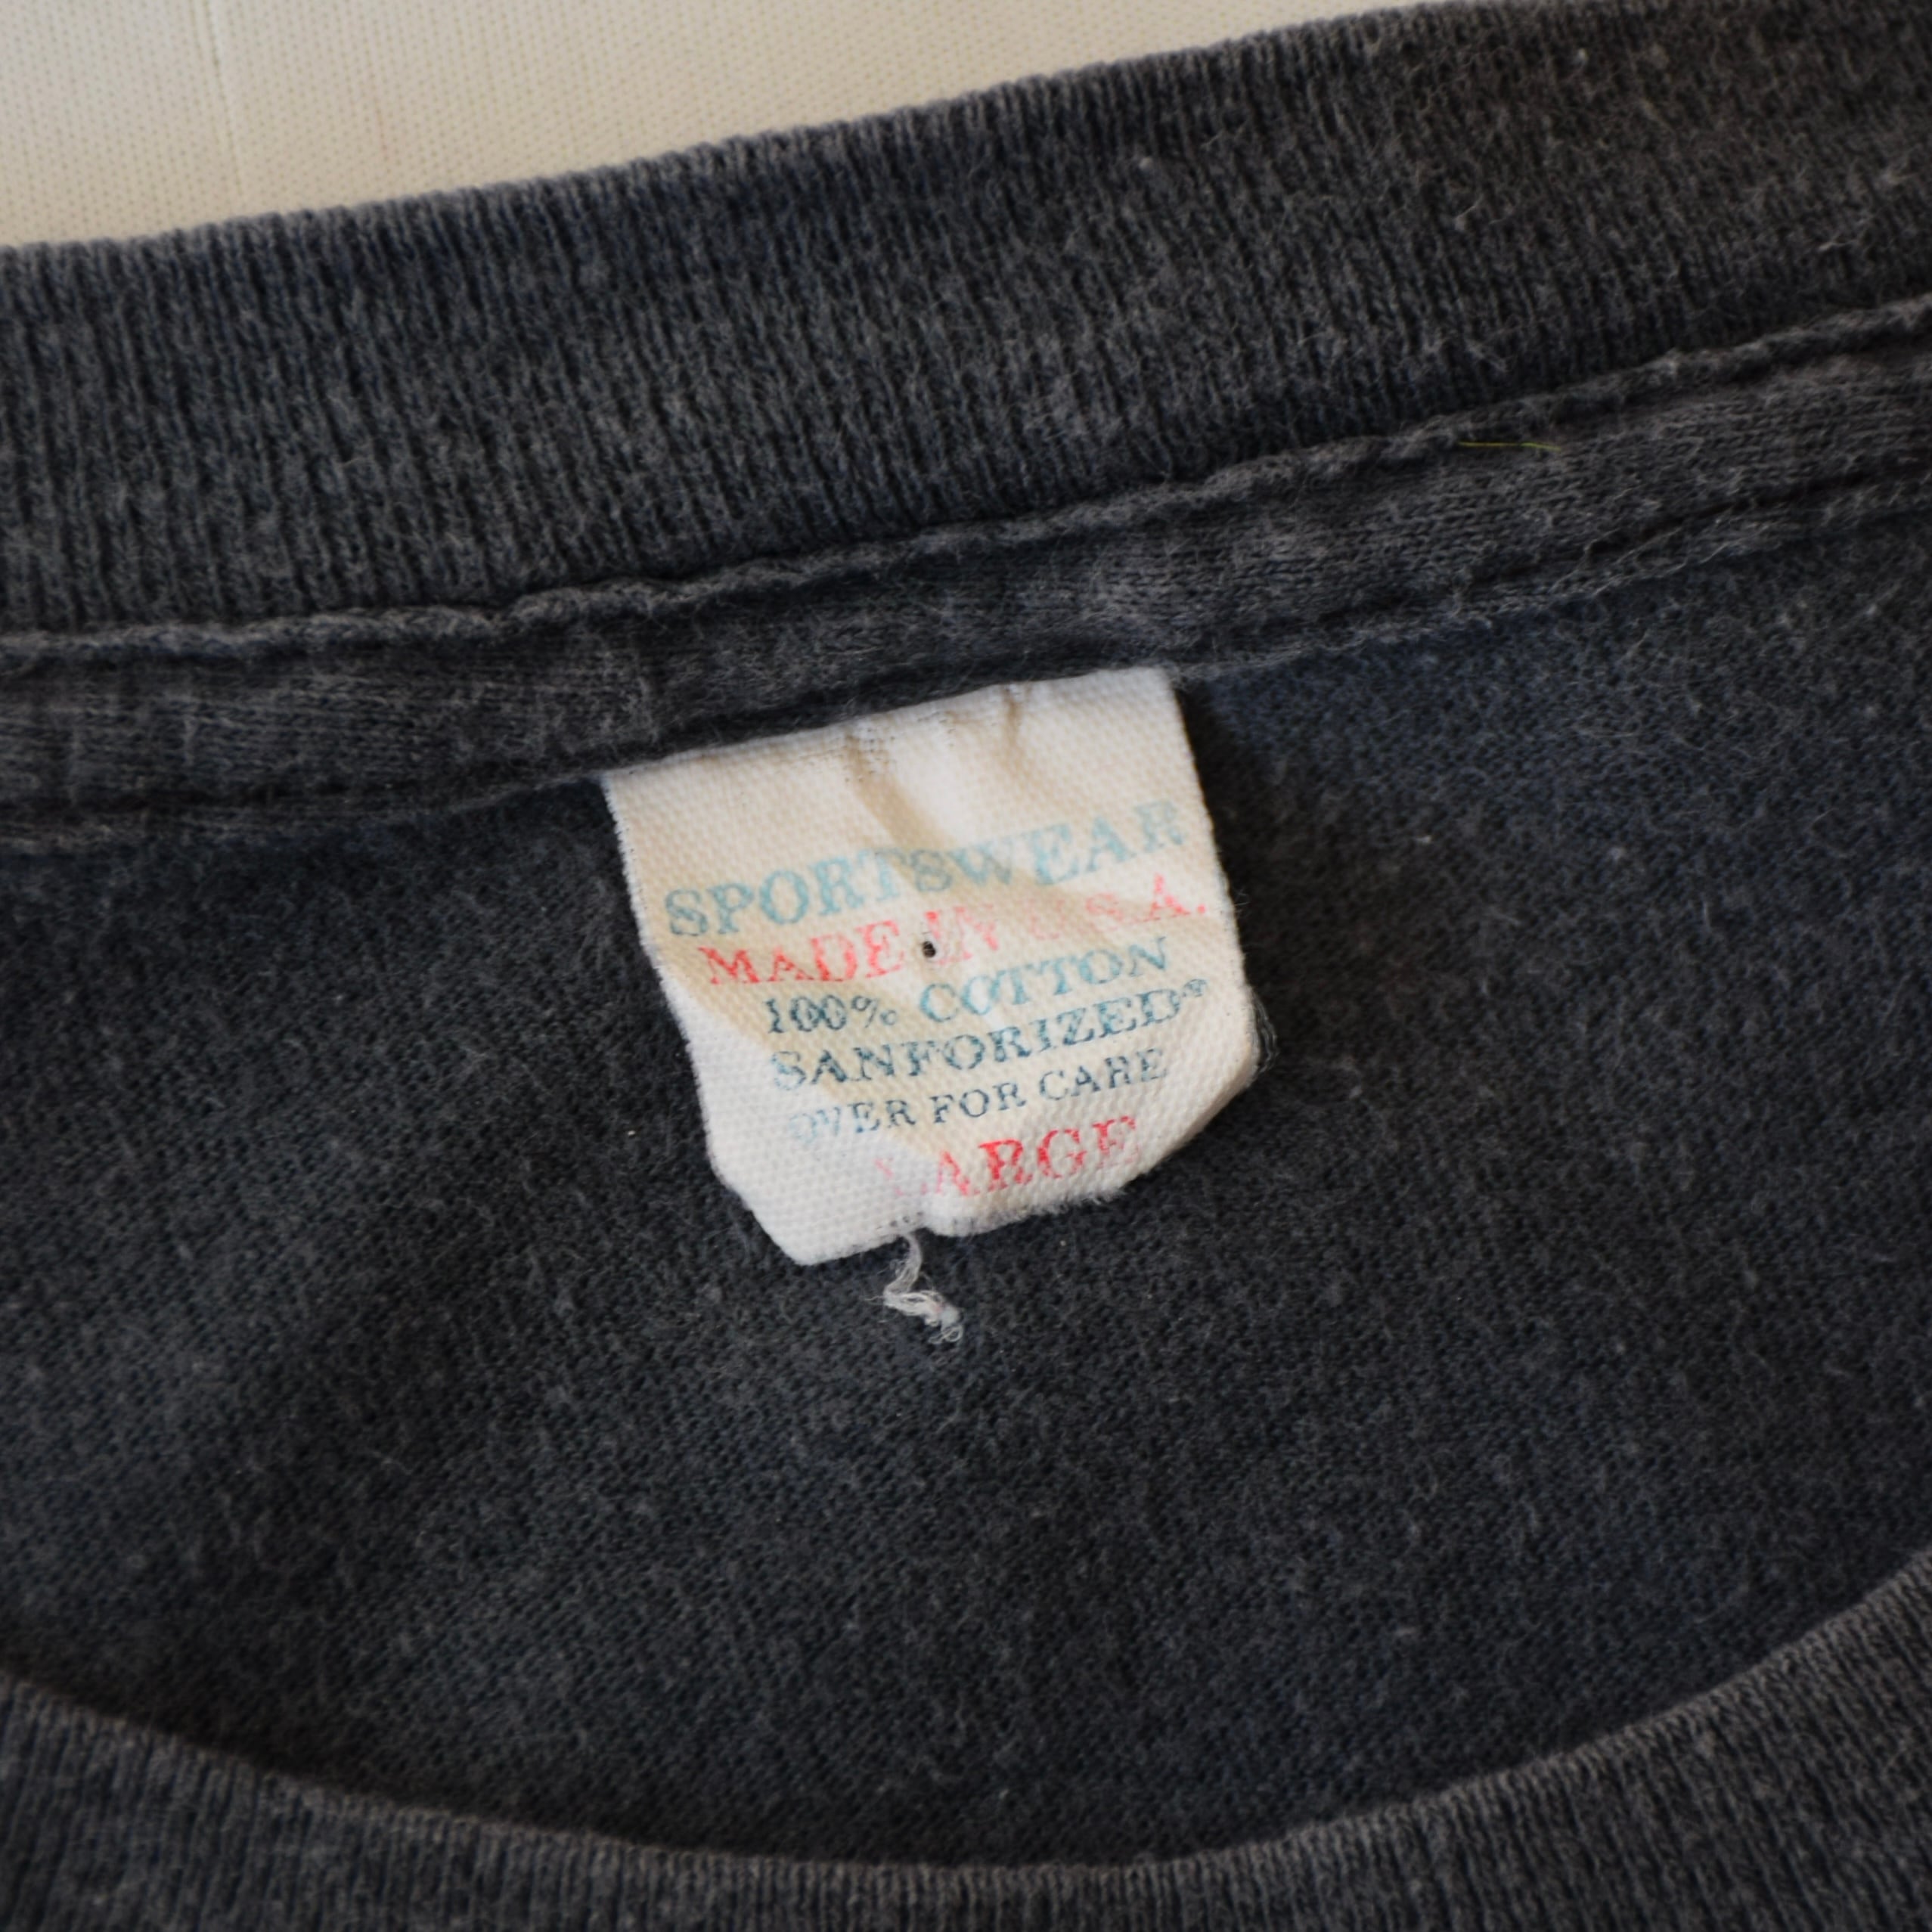 SPORTSWEAR
MADE IN U.S.A.
100% COTTON
SANFORIZED®
OVER FOR CARE
LARGE